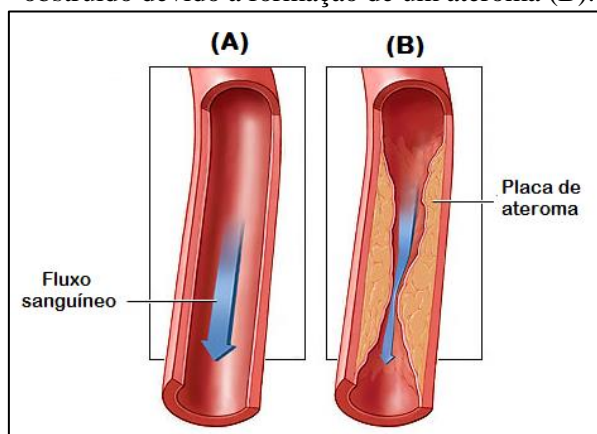 obstruído devido à formação de um ateroma (B).
(A)
(B)
Placa de
ateroma
Fluxo
sanguíneo